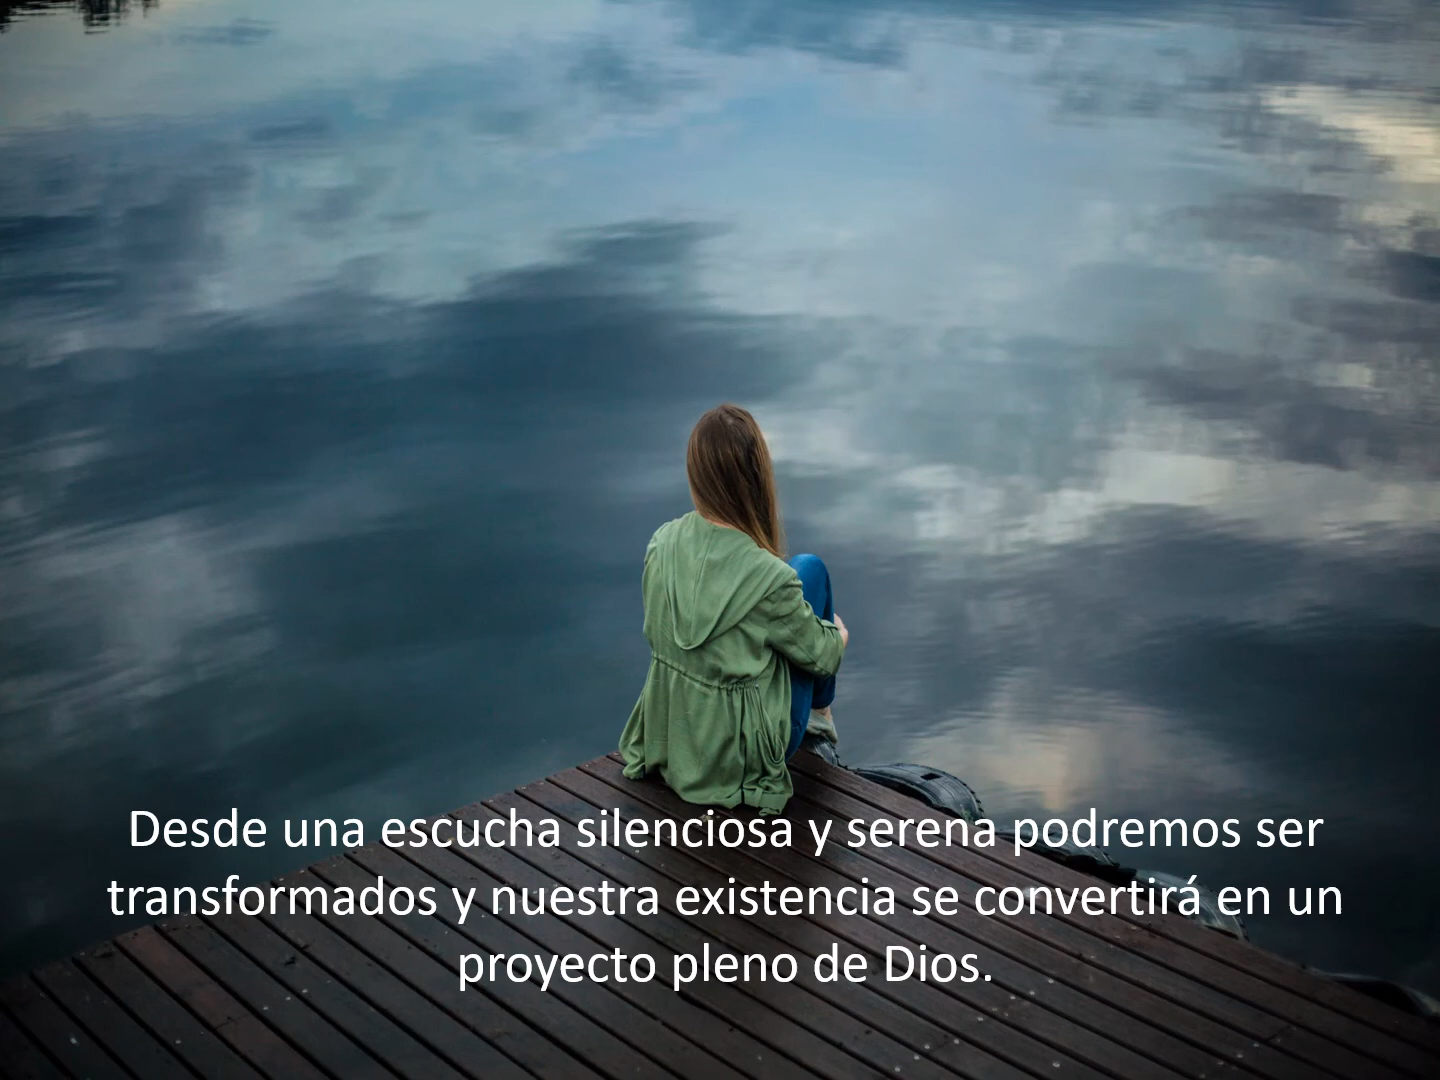 Desde una escucha silenciosa y serena podremos ser
transformados y nuestra existencia se convertirá en un
proyecto pleno de Dios.